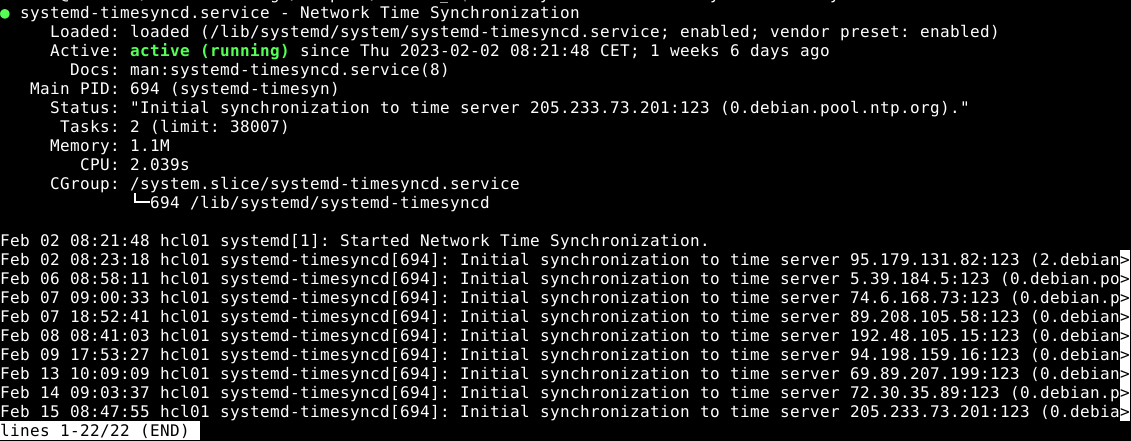 ● systemd-timesyncd.service - Network Time Synchronization
Loaded: loaded (/lib/systemd/system/systemd-timesyncd.service; enabled; vendor preset: enabled)
Active: active (running) since Thu 2023-02-02 08:21:48 CET; 1 weeks 6 days ago
Docs: man:systemd-timesyncd.service(8)
Main PID: 694 (systemd-timesyn)
Status: "Initial synchronization to time server 205.233.73.201:123 (0.debian.pool.ntp.org)."
Tasks: 2 (limit: 38007)
Memory: 1.1M
CPU: 2.039s
CGroup: /system.slice/systemd-timesyncd.service
└─694 /lib/systemd/systemd-timesyncd
Feb 02 08:21:48 hcl01 systemd[1]: Started Network Time Synchronization.
Feb 02 08:23:18 hcl01 systemd-timesyncd[694]: Initial synchronization to time server 95.179.131.82:123 (2.debian>
Feb 06 08:58:11 hcl01 systemd-timesyncd[694]: Initial synchronization to time server 5.39.184.5:123 (0.debian.po>
Feb 07 09:00:33 hcl01 systemd-timesyncd[694]: Initial synchronization to time server 74.6.168.73:123 (0.debian.p>
Feb 07 18:52:41 hcl01 systemd-timesyncd[694]: Initial synchronization to time server 89.208.105.58:123 (0.debian>
Feb 08 08:41:03 hcl01 systemd-timesyncd[694]: Initial synchronization to time server 192.48.105.15:123 (0.debian>
Feb 09 17:53:27 hcl01 systemd-timesyncd[694]: Initial synchronization to time server 94.198.159.16:123 (0.debian>
Feb 13 10:09:09 hcl01 systemd-timesyncd[694]: Initial synchronization to time server 69.89.207.199:123 (0.debian>
Feb 14 09:03:37 hcl01 systemd-timesyncd[694]: Initial synchronization to time server 72.30.35.89:123 (0.debian.p>
Feb 15 08:47:55 hcl01 systemd-timesyncd[694]: Initial synchronization to time server 205.233.73.201:123 (0.debia>
lines 1-22/22 (END)